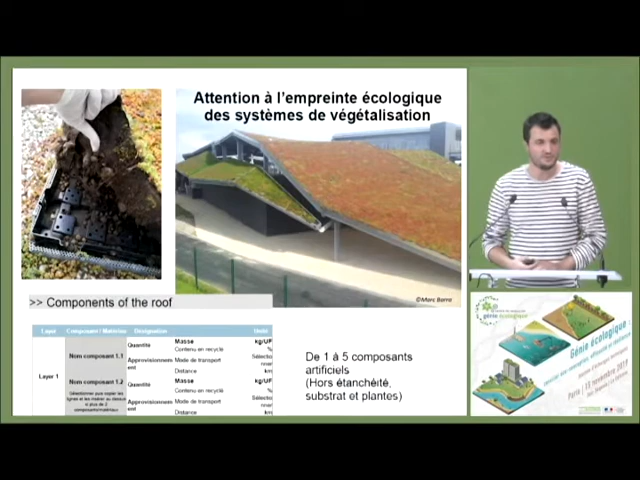 Attention à l'empreinte écologique
des systèmes de végétalisation
©Marc Barra
>> Components of the roof
Layer Composant / Matériau Désignation Unité
Layer 1
Nom composant 1.1
Quantité
Masse kg/UF
Contenu en recyclé %
Approvisionnement
Mode de transport
Distance km
Nom composant 1.2
Quantité
Masse kg/UF
Contenu en recyclé %
Approvisionnement
Mode de transport
Distance km
De 1 à 5 composants
artificiels
(Hors étanchéité,
substrat et plantes)
génie écologique
Génie écologique :
Paris | 13 novembre 2019